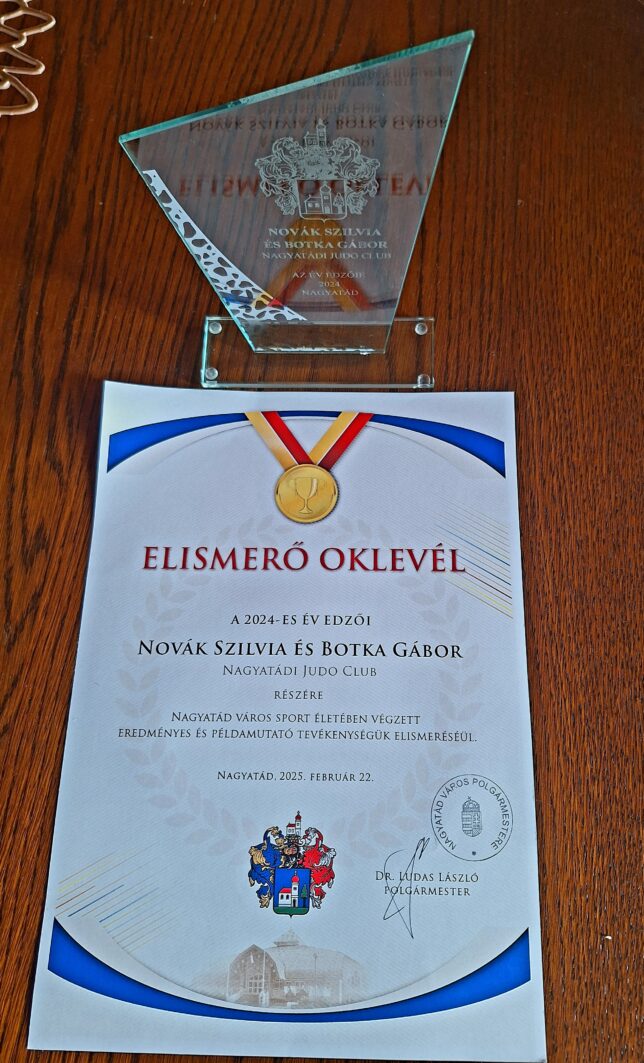 NOVÁK SZILVIA
ÉS BOTKA GÁBOR
NAGYATÁDI JUDO CLUB
AZ ÉV EDZŐJE
2024
NAGYATÁD
ELISMERŐ OKLEVÉL
A 2024-ES ÉV EDZŐI
NOVÁK SZILVIA ÉS BOTKA GÁBOR
NAGYATÁDI JUDO CLUB
RÉSZÉRE
NAGYATÁD VÁROS SPORT ÉLETÉBEN VÉGZETT
EREDMÉNYES ÉS PÉLDAMUTATÓ TEVÉKENYSÉGÜK ELISMERÉSÉÜL.
NAGYATÁD, 2025. FEBRUÁR 22.
NAGYATÁD VÁROS POLGÁRMESTERE
DR. LUDAS LÁSZLÓ
POLGÁRMESTER